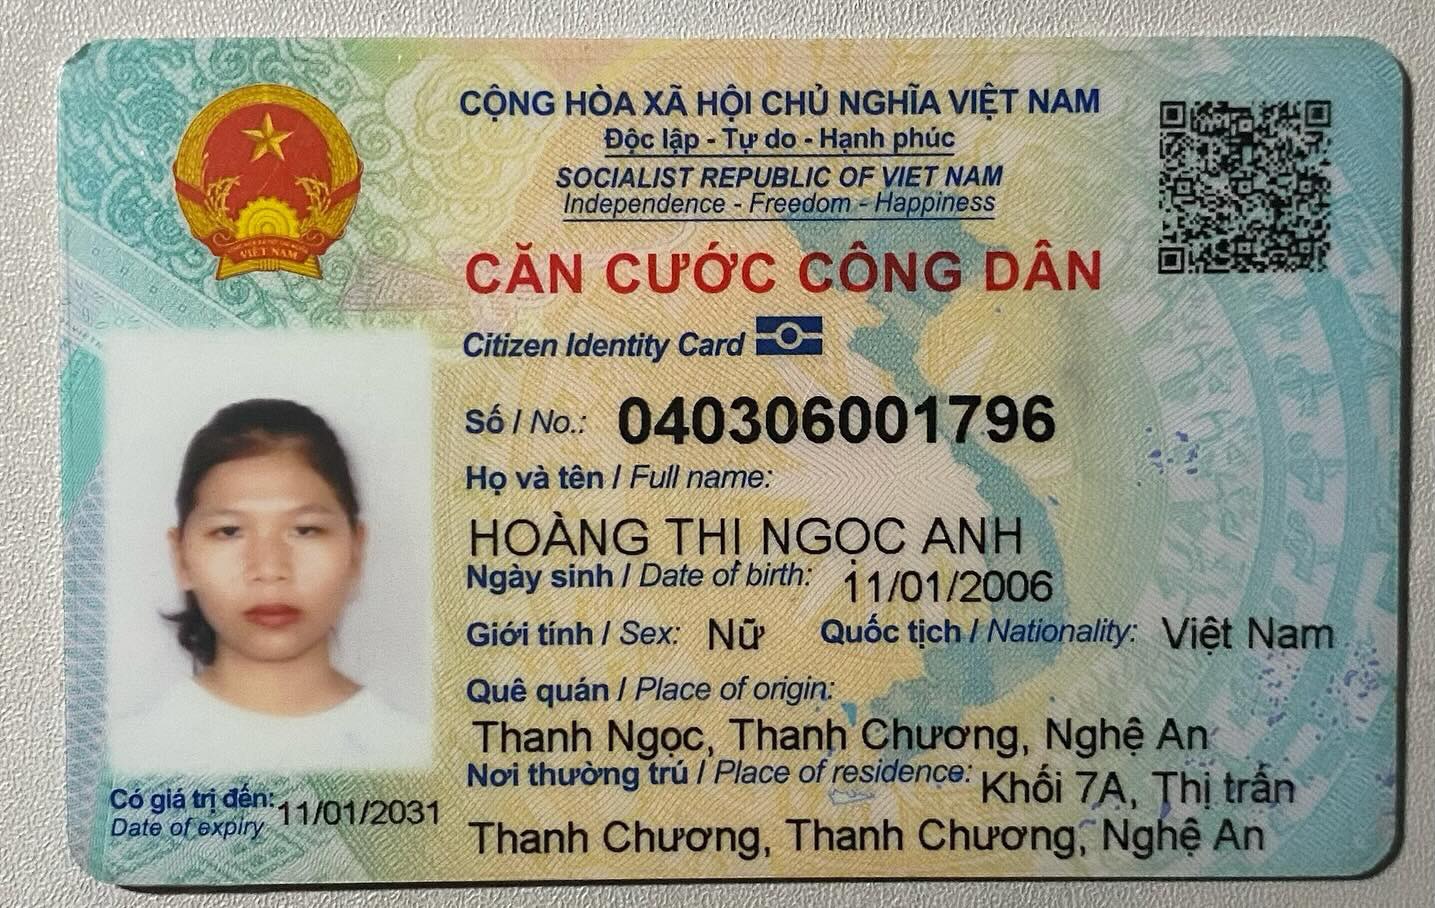 CỘNG HÒA XÃ HỘI CHỦ NGHĨA VIỆT NAM
Độc lập - Tự do - Hạnh phúc
SOCIALIST REPUBLIC OF VIET NAM
Independence - Freedom - Happiness
VIỆT NAM
CĂN CƯỚC CÔNG DÂN
Citizen Identity Card
Số / No.: 040306001796
Họ và tên / Full name:
HOÀNG THỊ NGỌC ANH
Ngày sinh / Date of birth: 11/01/2006
Giới tính / Sex: Nữ Quốc tịch / Nationality: Việt Nam
Quê quán / Place of origin:
Thanh Ngọc, Thanh Chương, Nghệ An
Nơi thường trú / Place of residence: Khối 7A, Thị trấn
Thanh Chương, Thanh Chương, Nghệ An
Có giá trị đến: 11/01/2031
Date of expiry